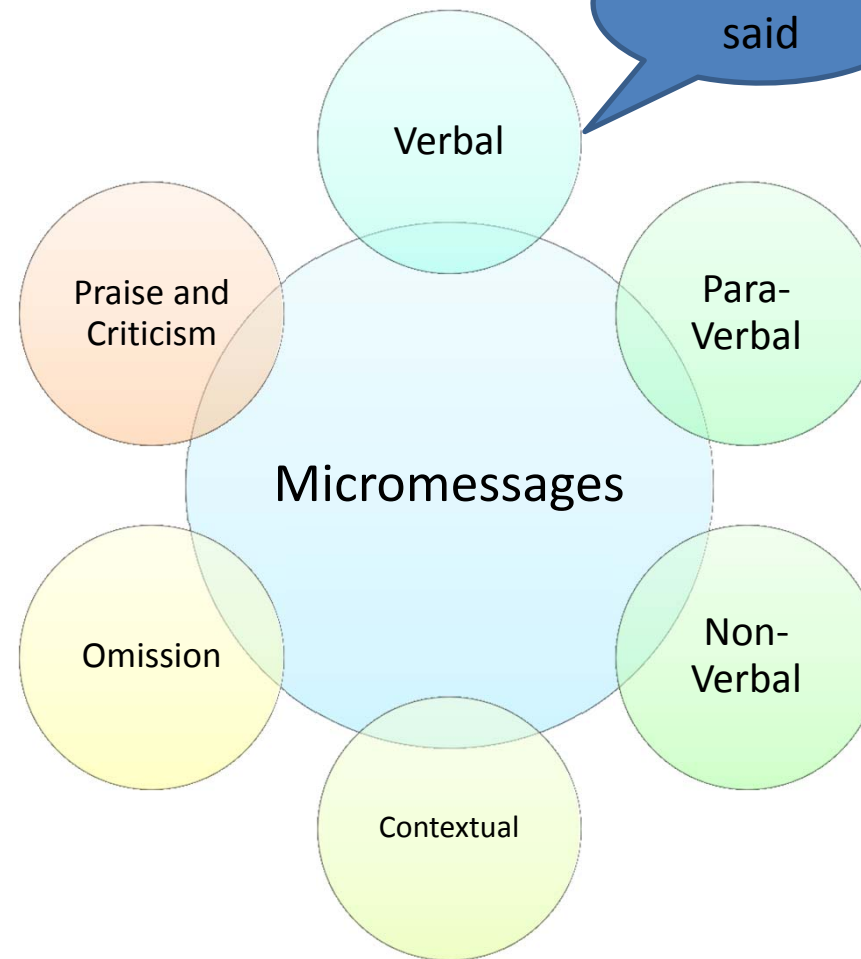 said
Verbal
Praise and
Criticism
Para-
Verbal
Micromessages
Omission
Non-
Verbal
Contextual